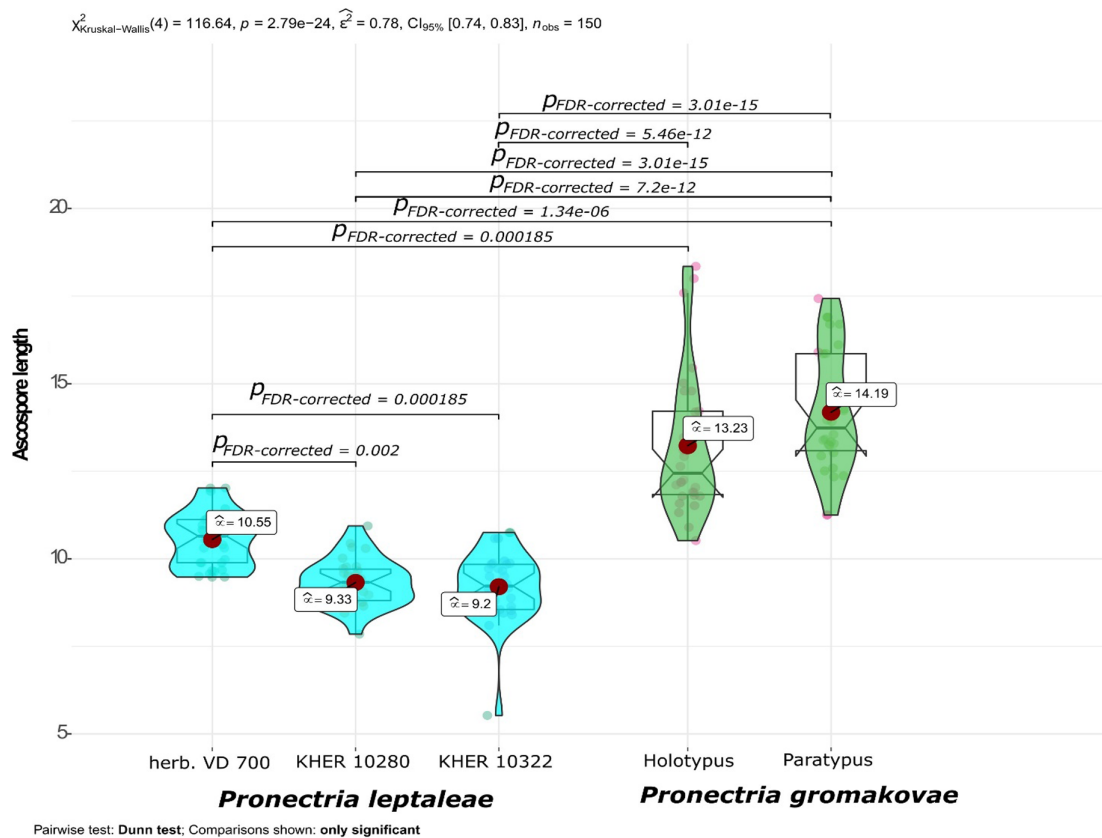 χ²Kruskal−Wallis(4) = 116.64, p = 2.79e−24, ε̂² = 0.78, CI95% [0.74, 0.83], nobs = 150
pFDR-corrected = 3.01e-15
pFDR-corrected = 5.46e-12
pFDR-corrected = 3.01e-15
pFDR-corrected = 7.2e-12
pFDR-corrected = 1.34e-06
pFDR-corrected = 0.000185
pFDR-corrected = 0.000185
pFDR-corrected = 0.002
Ascospore length
20
15
10
5
μ̂ = 10.55
μ̂ = 9.33
μ̂ = 9.2
μ̂ = 13.23
μ̂ = 14.19
herb. VD 700
KHER 10280
KHER 10322
Holotypus
Paratypus
Pronectria leptaleae
Pronectria gromakovae
Pairwise test: Dunn test; Comparisons shown: only significant